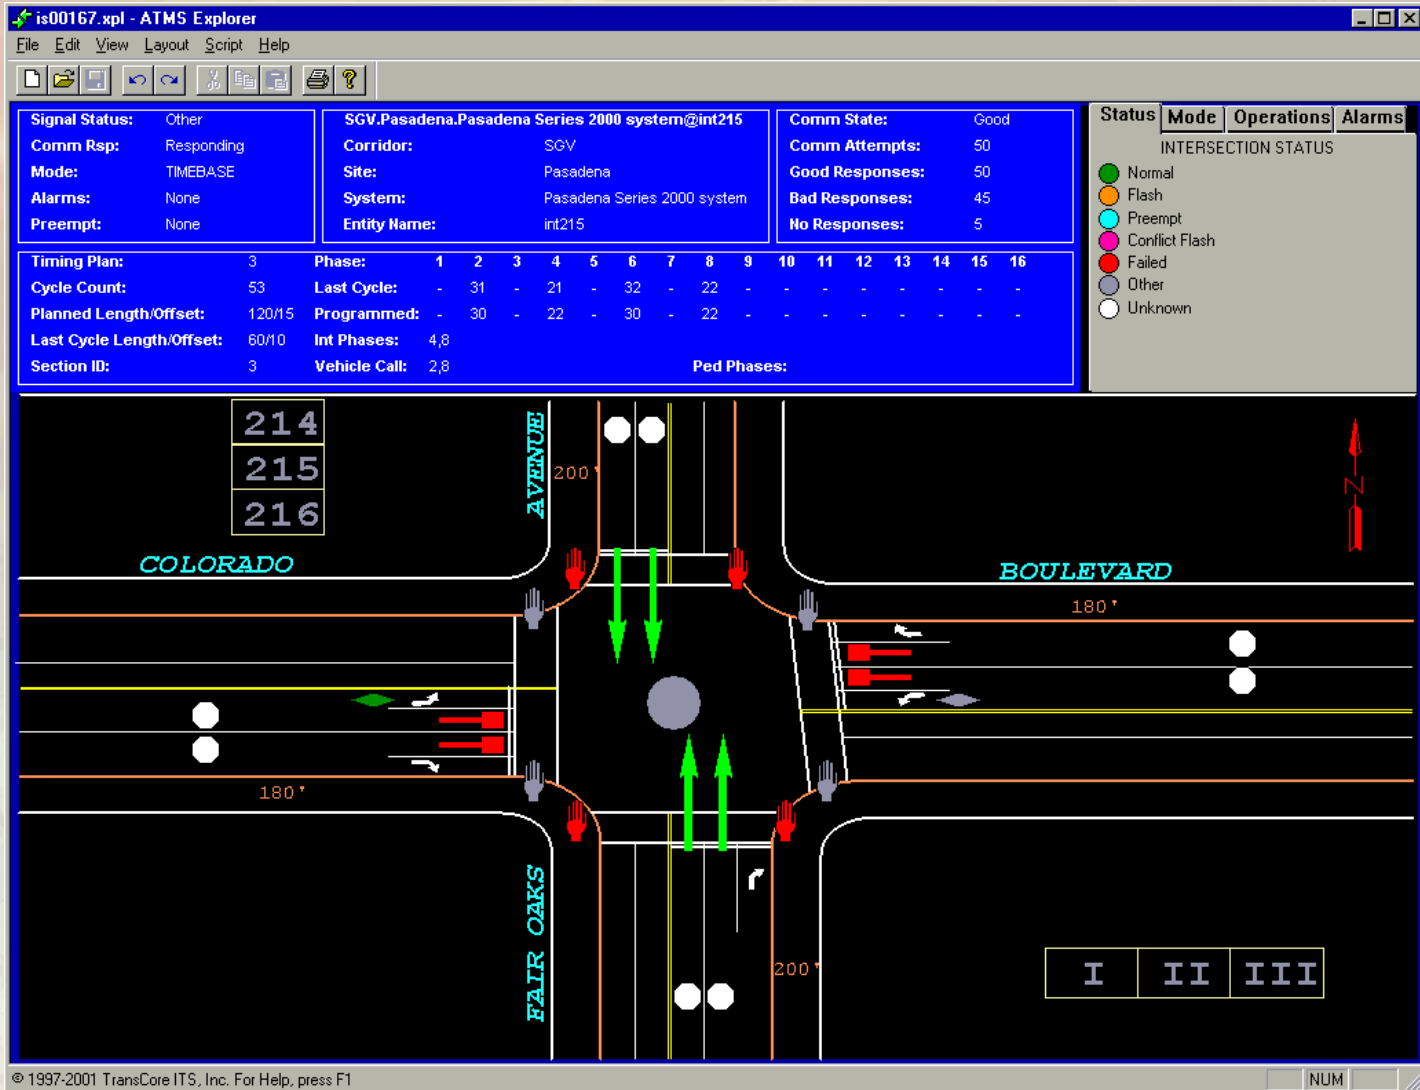 is00167.xpl - ATMS Explorer
File Edit View Layout Script Help
Signal Status: Other
Comm Rsp: Responding
Mode: TIMEBASE
Alarms: None
Preempt: None
SGV.Pasadena.Pasadena Series 2000 system@int215
Corridor: SGV
Site: Pasadena
System: Pasadena Series 2000 system
Entity Name: int215
Comm State: Good
Comm Attempts: 50
Good Responses: 50
Bad Responses: 45
No Responses: 5
Status Mode Operations Alarms
INTERSECTION STATUS
Normal
Flash
Preempt
Conflict Flash
Failed
Other
Unknown
Timing Plan: 3 Phase: 1 2 3 4 5 6 7 8 9 10 11 12 13 14 15 16
Cycle Count: 53 Last Cycle: - 31 - 21 - 32 - 22 - - - - - - - -
Planned Length/Offset: 120/15 Programmed: - 30 - 22 - 30 - 22 - - - - - - - -
Last Cycle Length/Offset: 60/10 Int Phases: 4,8
Section ID: 3 Vehicle Call: 2,8 Ped Phases:
214
215
216
AVENUE
200'
N
COLORADO
BOULEVARD
180'
180'
FAIR OAKS
200'
I II III
© 1997-2001 TransCore ITS, Inc. For Help, press F1
NUM